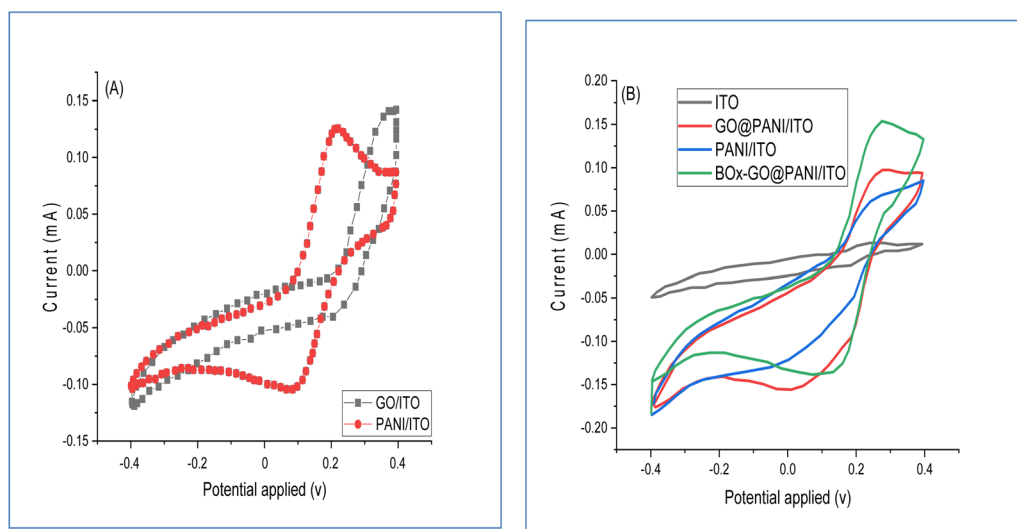 (A)
0.15
0.10
0.05
0.00
-0.05
-0.10
-0.15
Current (mA)
GO/ITO
PANI/ITO
-0.4
-0.2
0
0.2
0.4
Potential applied (v)
(B)
0.20
0.15
0.10
0.05
0.00
-0.05
-0.10
-0.15
-0.20
Current (mA)
ITO
GO@PANI/ITO
PANI/ITO
BOx-GO@PANI/ITO
-0.4
-0.2
0.0
0.2
0.4
Potential applied (v)